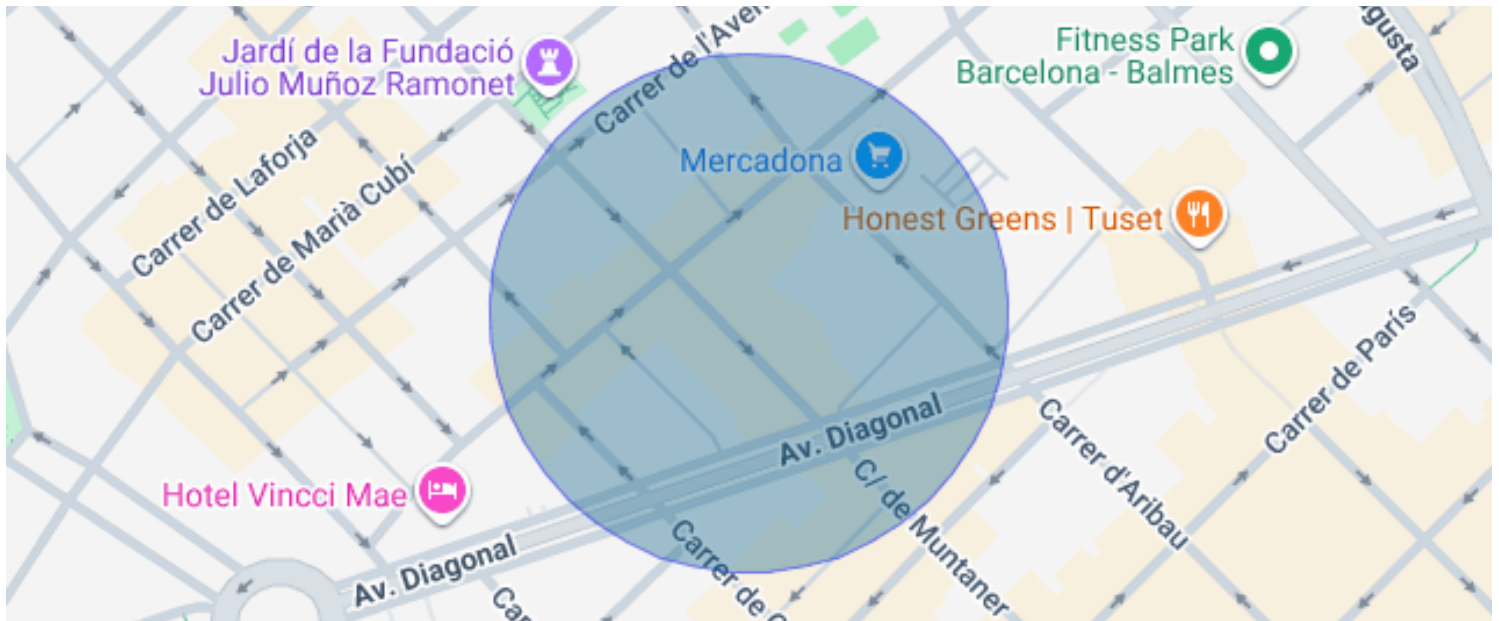 Jardí de la Fundació
Julio Muñoz Ramonet
Carrer de l'Aven
Fitness Park
Barcelona - Balmes
gusta
Carrer de Laforja
Carrer de Marià Cubí
Mercadona
Honest Greens | Tuset
Carrer de París
Av. Diagonal
Carrer d'Aribau
Hotel Vincci Mae
C/ de Muntaner
Av. Diagonal
Carrer de C
Car